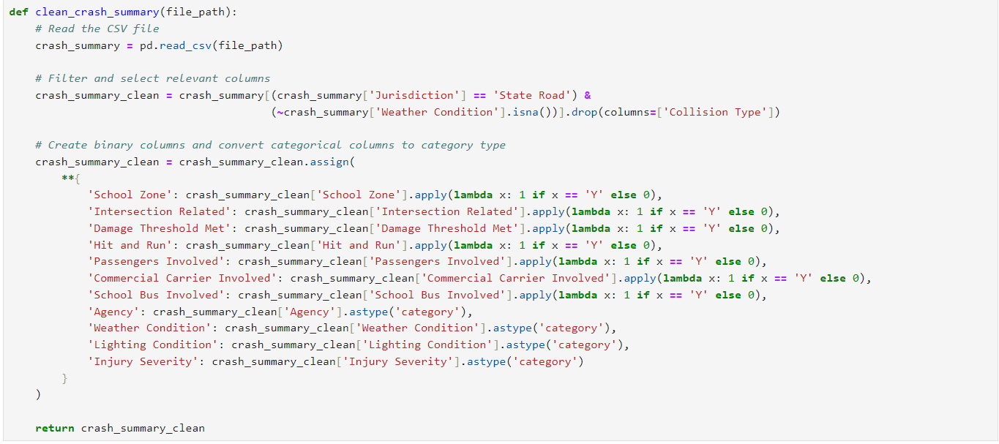 def clean_crash_summary(file_path):
    # Read the CSV file
    crash_summary = pd.read_csv(file_path)

    # Filter and select relevant columns
    crash_summary_clean = crash_summary[(crash_summary['Jurisdiction'] == 'State Road') &
                                        (~crash_summary['Weather Condition'].isna())].drop(columns=['Collision Type'])

    # Create binary columns and convert categorical columns to category type
    crash_summary_clean = crash_summary_clean.assign(
        **{
            'School Zone': crash_summary_clean['School Zone'].apply(lambda x: 1 if x == 'Y' else 0),
            'Intersection Related': crash_summary_clean['Intersection Related'].apply(lambda x: 1 if x == 'Y' else 0),
            'Damage Threshold Met': crash_summary_clean['Damage Threshold Met'].apply(lambda x: 1 if x == 'Y' else 0),
            'Hit and Run': crash_summary_clean['Hit and Run'].apply(lambda x: 1 if x == 'Y' else 0),
            'Passengers Involved': crash_summary_clean['Passengers Involved'].apply(lambda x: 1 if x == 'Y' else 0),
            'Commercial Carrier Involved': crash_summary_clean['Commercial Carrier Involved'].apply(lambda x: 1 if x == 'Y' else 0),
            'School Bus Involved': crash_summary_clean['School Bus Involved'].apply(lambda x: 1 if x == 'Y' else 0),
            'Agency': crash_summary_clean['Agency'].astype('category'),
            'Weather Condition': crash_summary_clean['Weather Condition'].astype('category'),
            'Lighting Condition': crash_summary_clean['Lighting Condition'].astype('category'),
            'Injury Severity': crash_summary_clean['Injury Severity'].astype('category')
        }
    )

    return crash_summary_clean